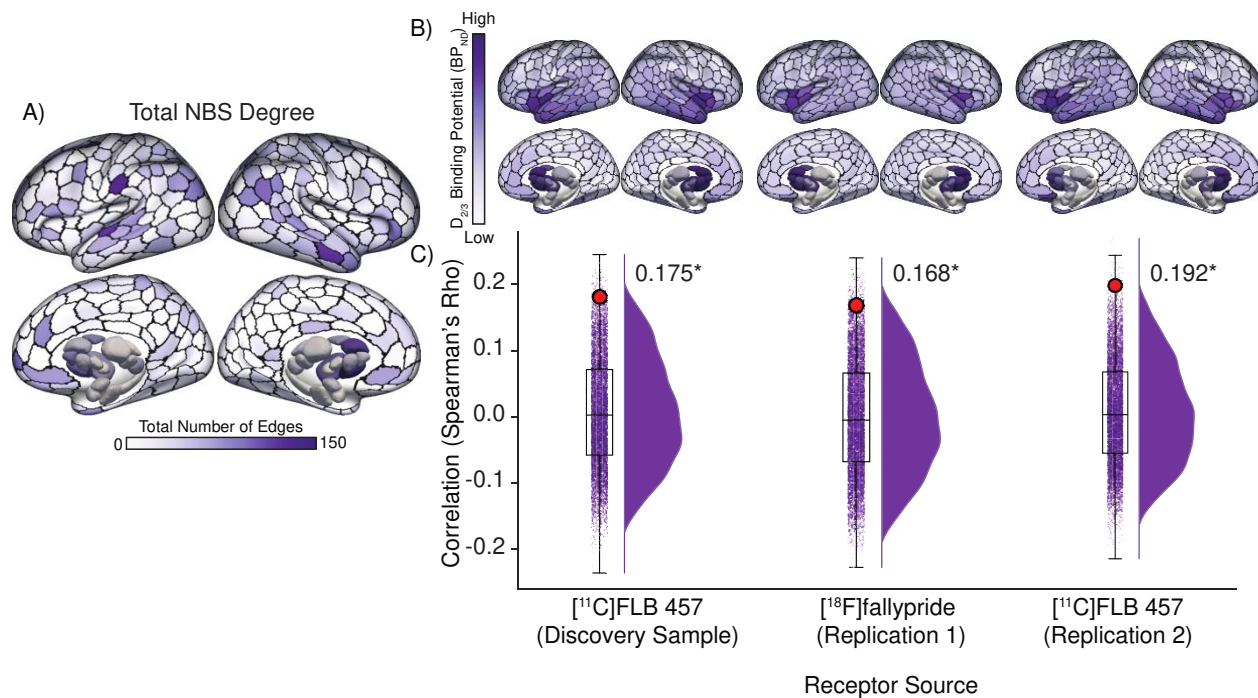 A)
Total NBS Degree
0
Total Number of Edges
150
B)
High
D2/3 Binding Potential (BPND)
Low
C)
Correlation (Spearman's Rho)
0.2
0.1
0.0
-0.1
-0.2
0.175*
0.168*
0.192*
[¹¹C]FLB 457
(Discovery Sample)
[¹⁸F]fallypride
(Replication 1)
[¹¹C]FLB 457
(Replication 2)
Receptor Source